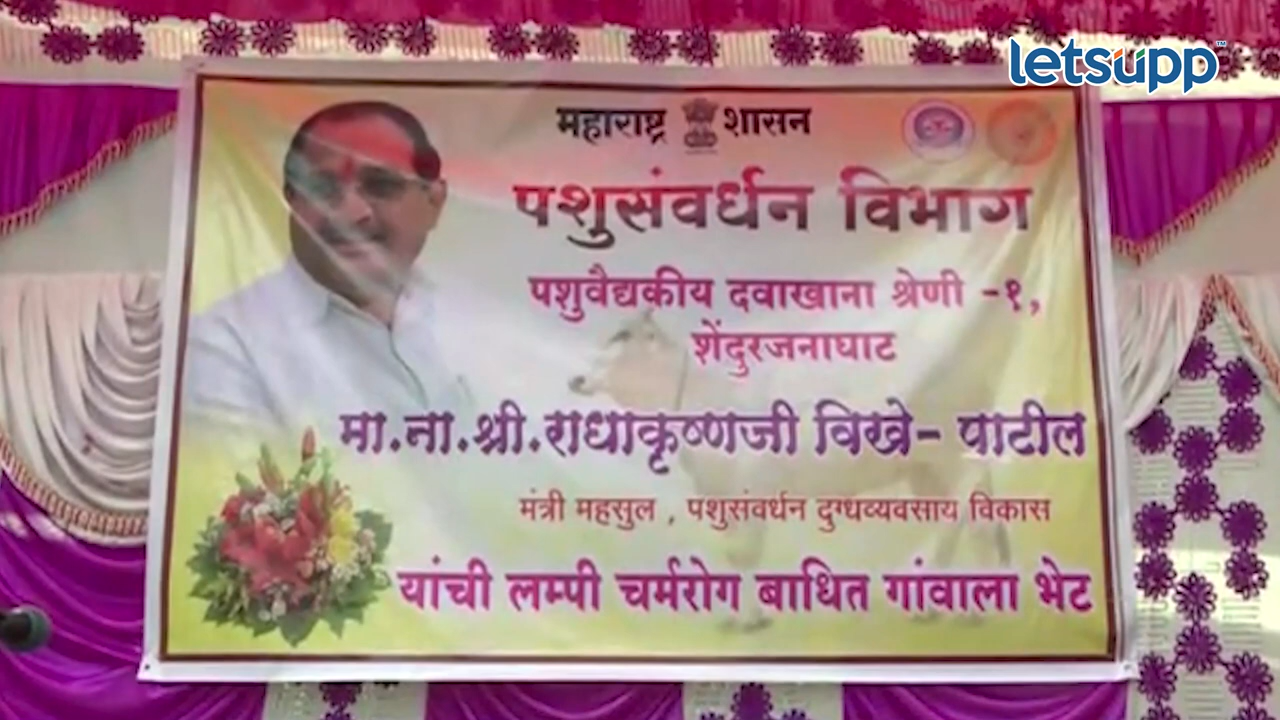 letsupp™
महाराष्ट्र शासन
पशुसंवर्धन विभाग
पशुवैद्यकीय दवाखाना श्रेणी -१,
शेंदुरजनाघाट
मा.ना.श्री.राधाकृष्णजी विखे- पाटील
मंत्री महसुल , पशुसंवर्धन दुग्धव्यवसाय विकास
यांची लम्पी चर्मरोग बाधित गांवाला भेट